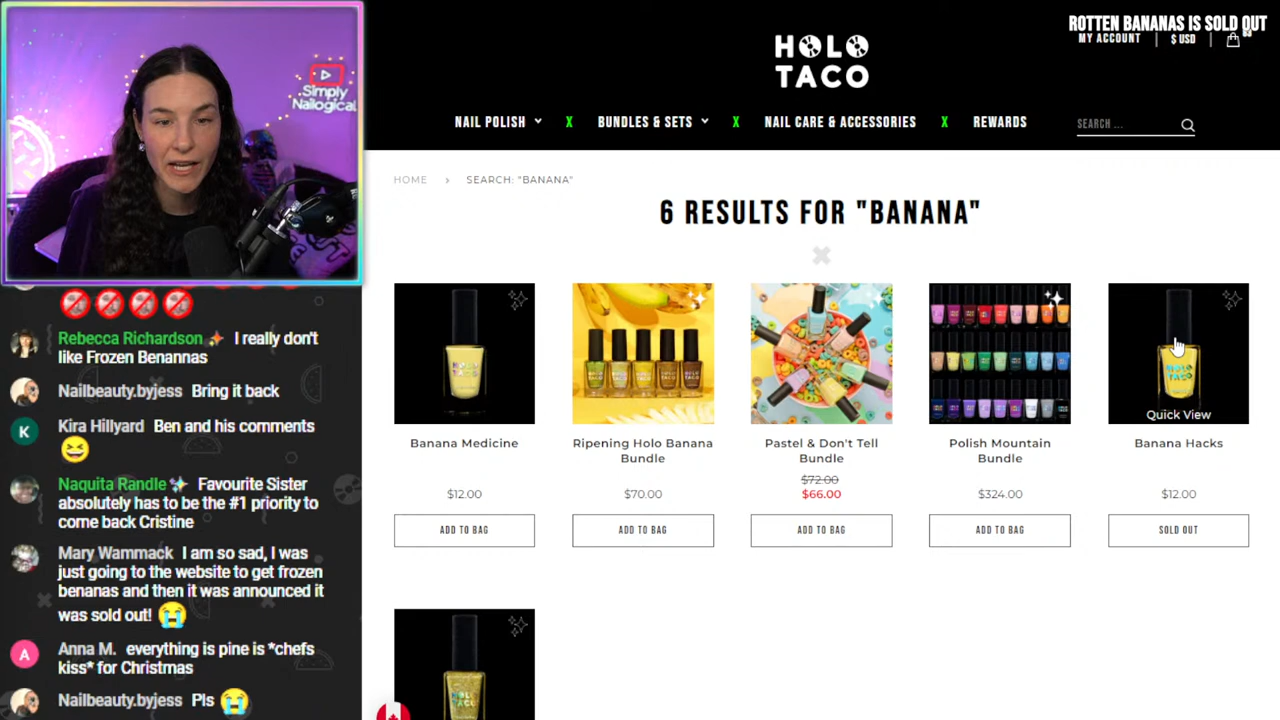 ROTTEN BANANAS IS SOLD OUT
MY ACCOUNT $ USD
HOLO
TACO
NAIL POLISH X BUNDLES & SETS X NAIL CARE & ACCESSORIES X REWARDS
SEARCH ...
HOME > SEARCH: "BANANA"
6 RESULTS FOR "BANANA"
Simply
Nailogical
HOLO
TACO
HOLO
TACO
Quick View
Banana Medicine
Ripening Holo Banana
Bundle
Pastel & Don't Tell
Bundle
Polish Mountain
Bundle
Banana Hacks
$12.00
$70.00
$72.00
$66.00
$324.00
$12.00
ADD TO BAG
ADD TO BAG
ADD TO BAG
ADD TO BAG
SOLD OUT
HOLO
TACO
Rebecca Richardson I really don't
like Frozen Benannas
Nailbeauty.byjess Bring it back
K Kira Hillyard Ben and his comments
Naquita Randle Favourite Sister
absolutely has to be the #1 priority to
come back Cristine
Mary Wammack I am so sad, I was
just going to the website to get frozen
benanas and then it was announced it
was sold out!
A Anna M. everything is pine is *chefs
kiss* for Christmas
Nailbeauty.byjess Pls